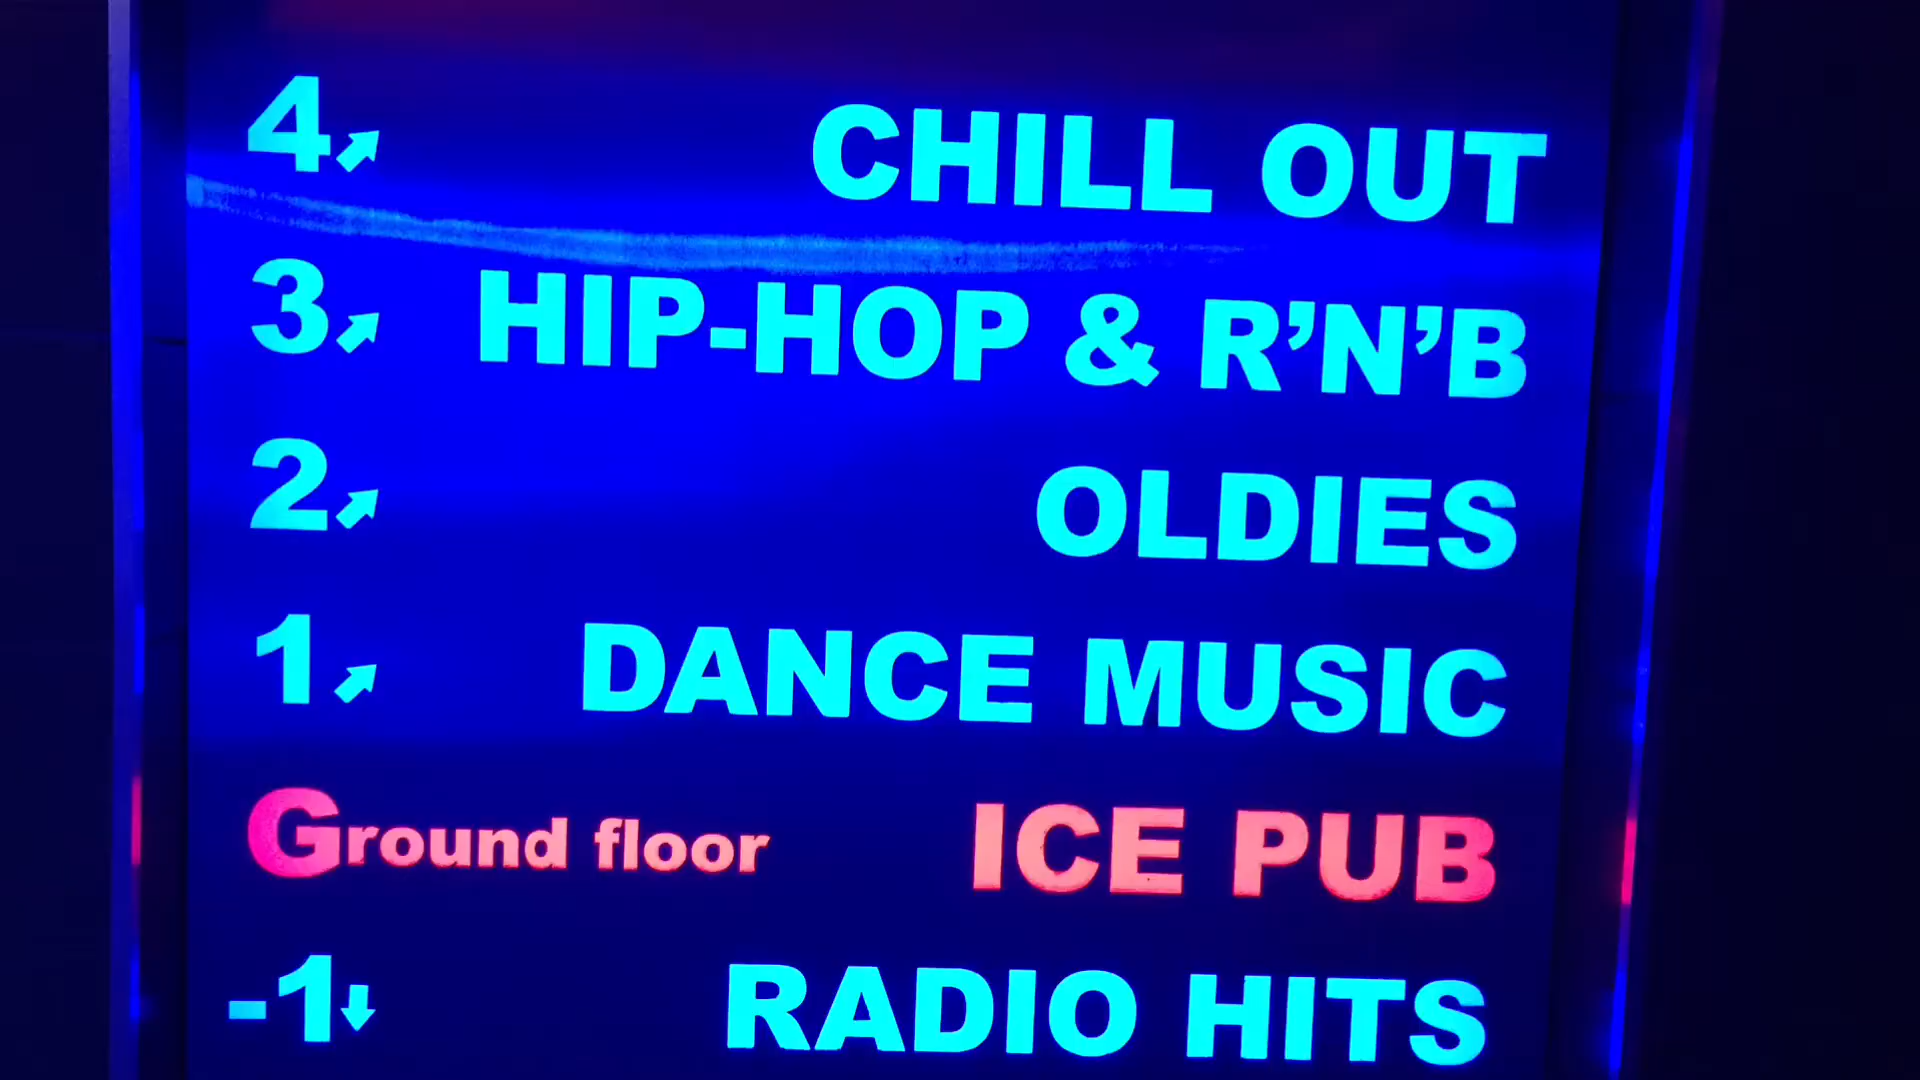 4 CHILL OUT
3 HIP-HOP & R’N’B
2 OLDIES
1 DANCE MUSIC
Ground floor ICE PUB
-1 RADIO HITS